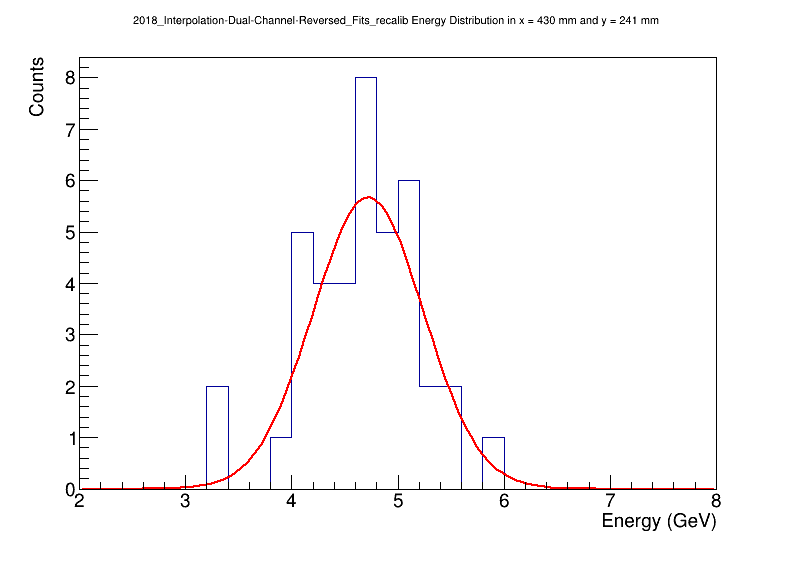 2018_Interpolation-Dual-Channel-Reversed_Fits_recalib Energy Distribution in x = 430 mm and y = 241 mm
Counts
8
7
6
5
4
3
2
1
0
2 3 4 5 6 7 8
Energy (GeV)